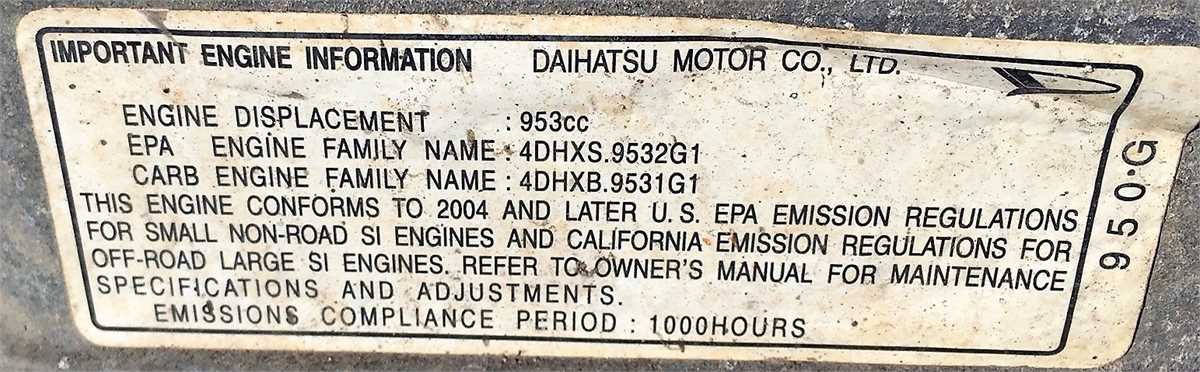 IMPORTANT ENGINE INFORMATION DAIHATSU MOTOR CO., LTD.
ENGINE DISPLACEMENT : 953cc
EPA ENGINE FAMILY NAME : 4DHXS.9532G1
CARB ENGINE FAMILY NAME : 4DHXB.9531G1
THIS ENGINE CONFORMS TO 2004 AND LATER U.S. EPA EMISSION REGULATIONS
FOR SMALL NON-ROAD SI ENGINES AND CALIFORNIA EMISSION REGULATIONS FOR
OFF-ROAD LARGE SI ENGINES. REFER TO OWNER'S MANUAL FOR MAINTENANCE
SPECIFICATIONS AND ADJUSTMENTS.
EMISSIONS COMPLIANCE PERIOD : 1000HOURS
950·G